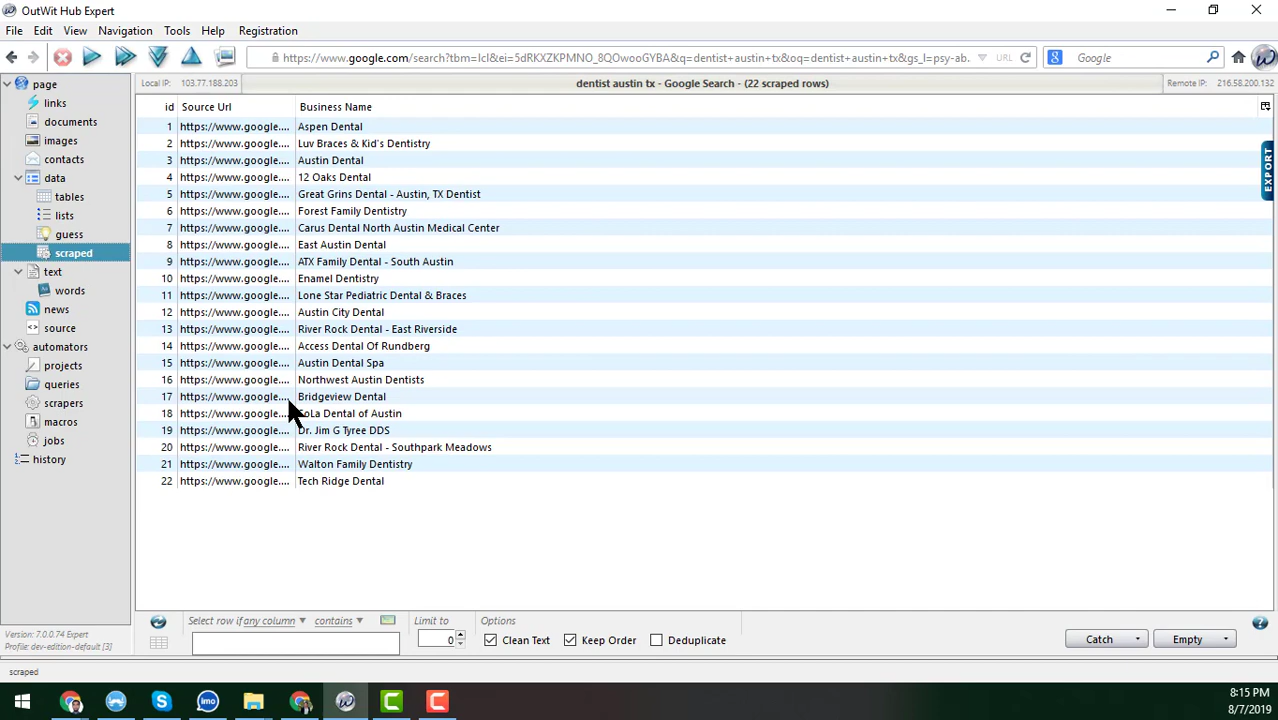 OutWit Hub Expert
File Edit View Navigation Tools Help Registration
https://www.google.com/search?tbm=lcl&ei=5dRKXZKPMNO_8QOwooGYBA&q=dentist+austin+tx&oq=dentist+austin+tx&gs_l=psy-ab. URL Google
Local IP: 103.77.188.203 dentist austin tx - Google Search - (22 scraped rows) Remote IP: 216.58.200.132
page
links
documents
images
contacts
data
tables
lists
guess
scraped
text
words
news
source
automators
projects
queries
scrapers
macros
jobs
history
id Source Url Business Name
1 https://www.google.... Aspen Dental
2 https://www.google.... Luv Braces & Kid's Dentistry
3 https://www.google.... Austin Dental
4 https://www.google.... 12 Oaks Dental
5 https://www.google.... Great Grins Dental - Austin, TX Dentist
6 https://www.google.... Forest Family Dentistry
7 https://www.google.... Carus Dental North Austin Medical Center
8 https://www.google.... East Austin Dental
9 https://www.google.... ATX Family Dental - South Austin
10 https://www.google.... Enamel Dentistry
11 https://www.google.... Lone Star Pediatric Dental & Braces
12 https://www.google.... Austin City Dental
13 https://www.google.... River Rock Dental - East Riverside
14 https://www.google.... Access Dental Of Rundberg
15 https://www.google.... Austin Dental Spa
16 https://www.google.... Northwest Austin Dentists
17 https://www.google.... Bridgeview Dental
18 https://www.google.... Dental of Austin
19 https://www.google.... Dr. Jim G Tyree DDS
20 https://www.google.... River Rock Dental - Southpark Meadows
21 https://www.google.... Walton Family Dentistry
22 https://www.google.... Tech Ridge Dental
EXPORT
Select row if any column contains Limit to Options
0 Clean Text Keep Order Deduplicate Catch Empty
Version: 7.0.0.74 Expert
Profile: dev-edition-default [3]
scraped
imo
8:15 PM
8/7/2019